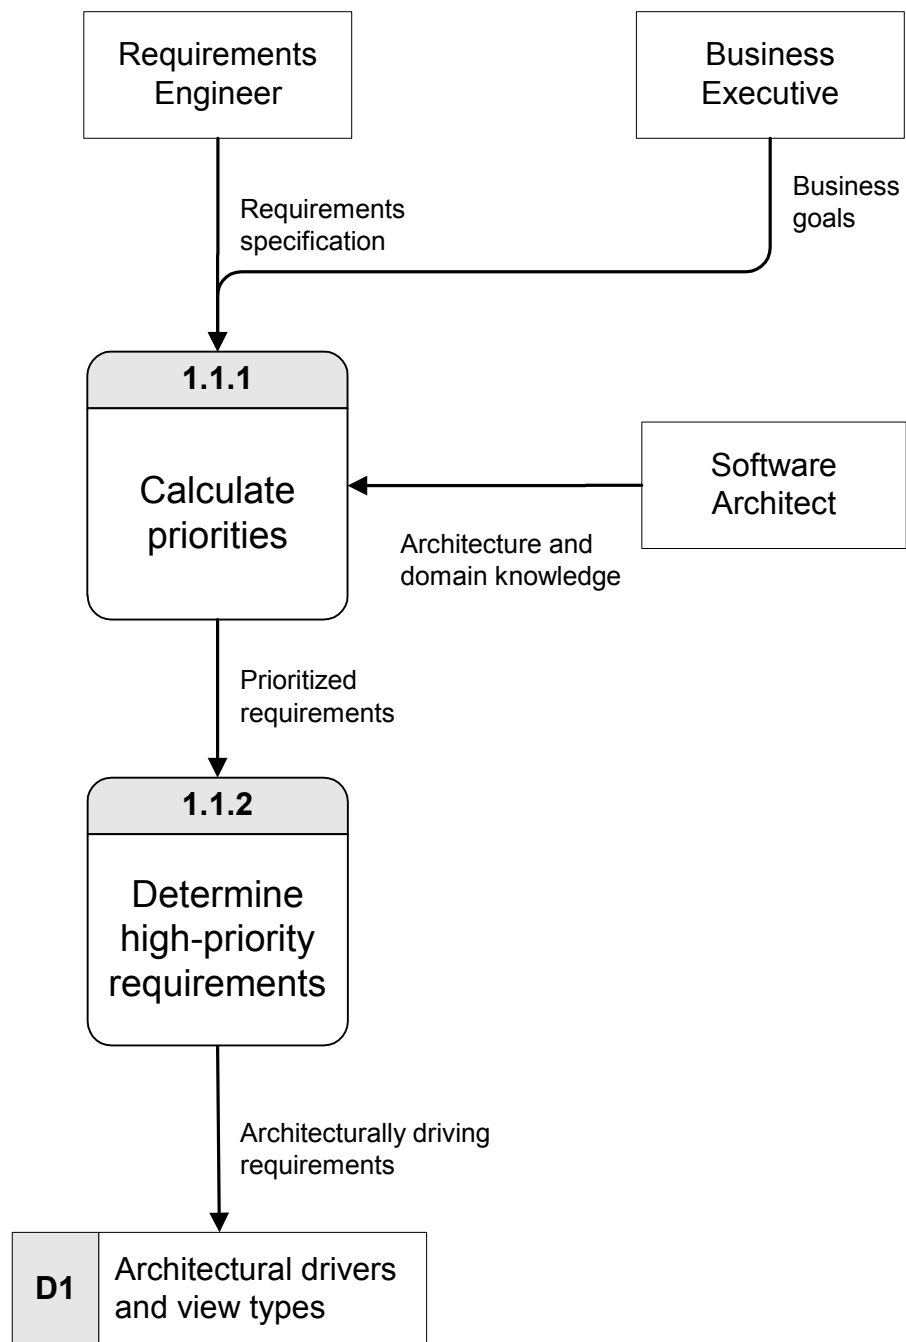 Requirements
Engineer
Business
Executive
Requirements
specification
Business
goals
1.1.1
Calculate
priorities
Software
Architect
Architecture and
domain knowledge
Prioritized
requirements
1.1.2
Determine
high-priority
requirements
Architecturally driving
requirements
D1
Architectural drivers
and view types